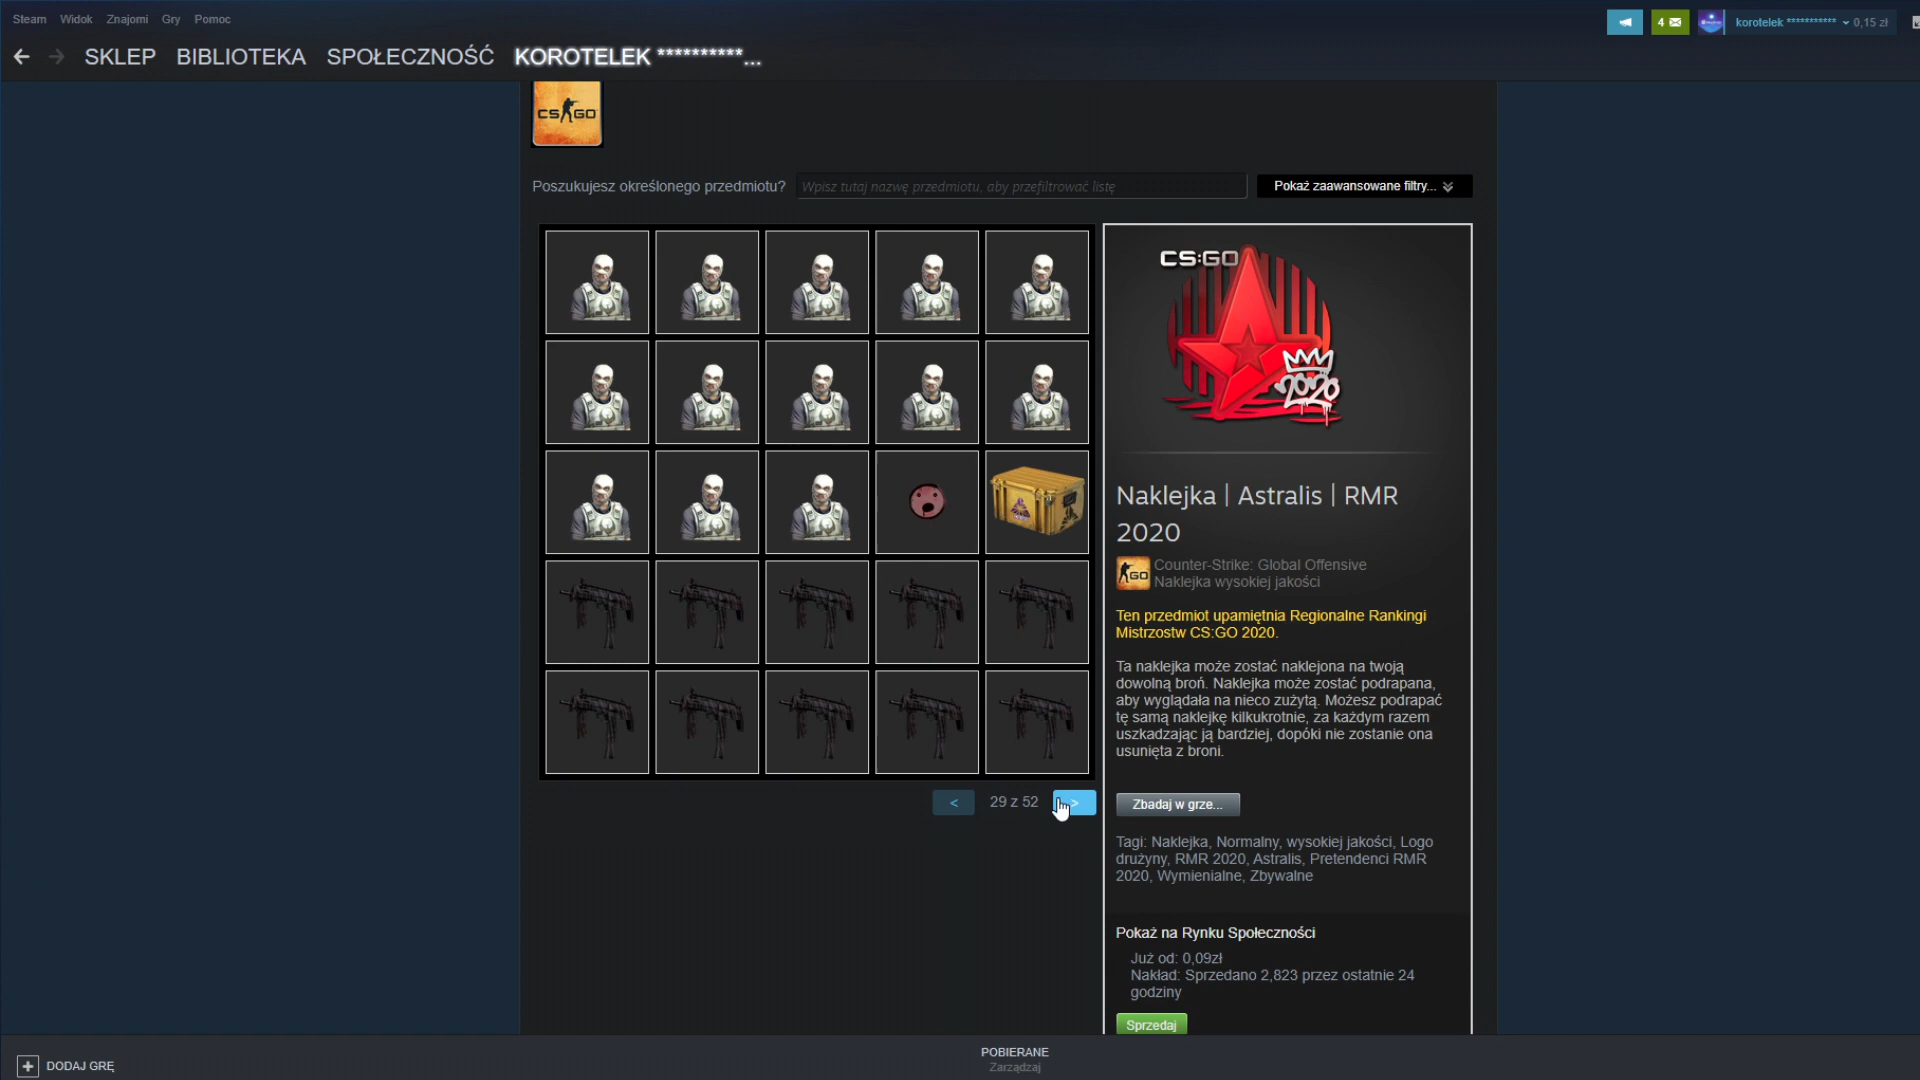 Steam Widok Znajomi Gry Pomoc
4
korotelek *********** 0,15 zł
SKLEP BIBLIOTEKA SPOŁECZNOŚĆ KOROTELEK **********...
CS GO
Poszukujesz określonego przedmiotu?
Wpisz tutaj nazwę przedmiotu, aby przefiltrować listę
Pokaż zaawansowane filtry...
CS:GO
2020
Naklejka | Astralis | RMR
2020
GO
Counter-Strike: Global Offensive
Naklejka wysokiej jakości
Ten przedmiot upamiętnia Regionalne Rankingi
Mistrzostw CS:GO 2020.
Ta naklejka może zostać naklejona na twoją
dowolną broń. Naklejka może zostać podrapana,
aby wyglądała na nieco zużytą. Możesz podrapać
tę samą naklejkę kilkukrotnie, za każdym razem
uszkadzając ją bardziej, dopóki nie zostanie ona
usunięta z broni.
< 29 z 52 >
Zbadaj w grze...
Tagi: Naklejka, Normalny, wysokiej jakości, Logo
drużyny, RMR 2020, Astralis, Pretendenci RMR
2020, Wymienialne, Zbywalne
Pokaż na Rynku Społeczności
Już od: 0,09zł
Nakład: Sprzedano 2,823 przez ostatnie 24
godziny
Sprzedaj
DODAJ GRĘ
POBIERANE
Zarządzaj